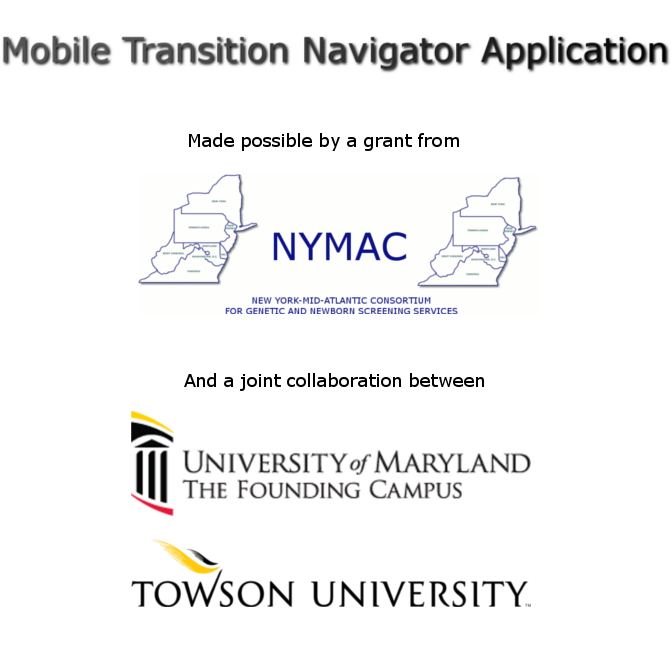 Mobile Transition Navigator Application
Made possible by a grant from
NYMAC
NEW YORK-MID-ATLANTIC CONSORTIUM
FOR GENETIC AND NEWBORN SCREENING SERVICES
And a joint collaboration between
UNIVERSITY of MARYLAND
THE FOUNDING CAMPUS
TOWSON UNIVERSITY™